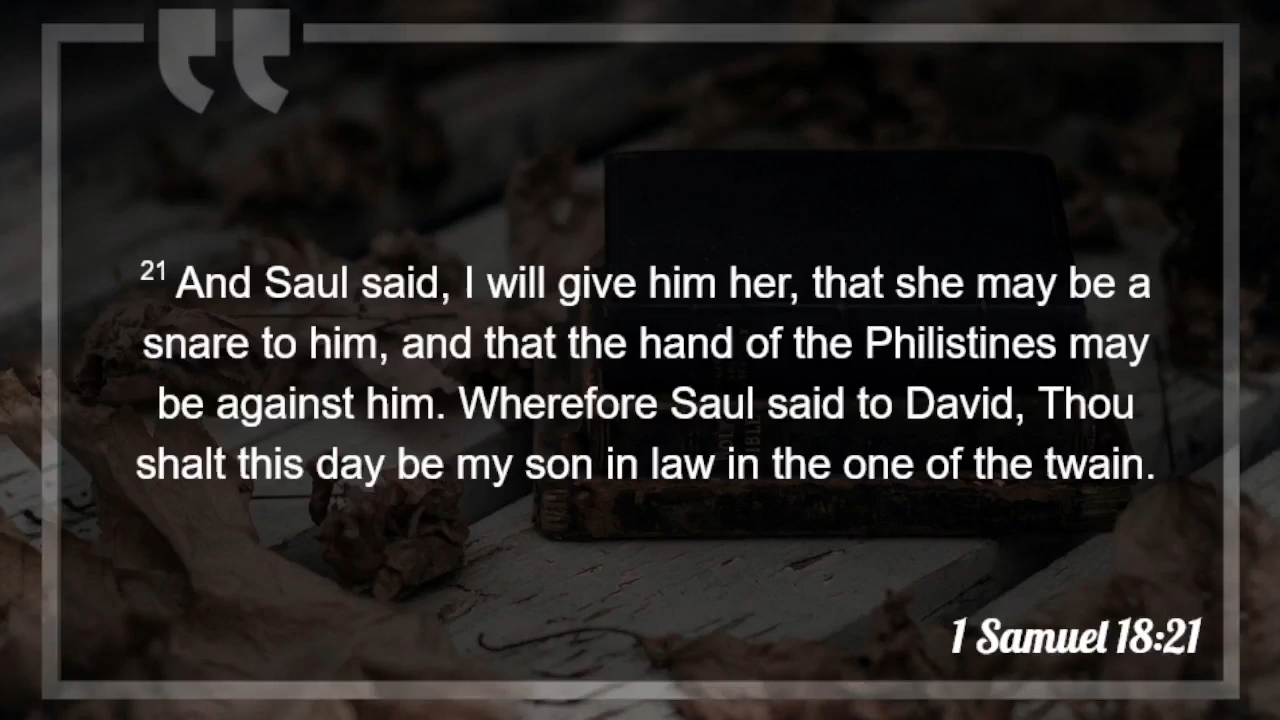 21 And Saul said, I will give him her, that she may be a
snare to him, and that the hand of the Philistines may
be against him. Wherefore Saul said to David, Thou
shalt this day be my son in law in the one of the twain.
1 Samuel 18:21